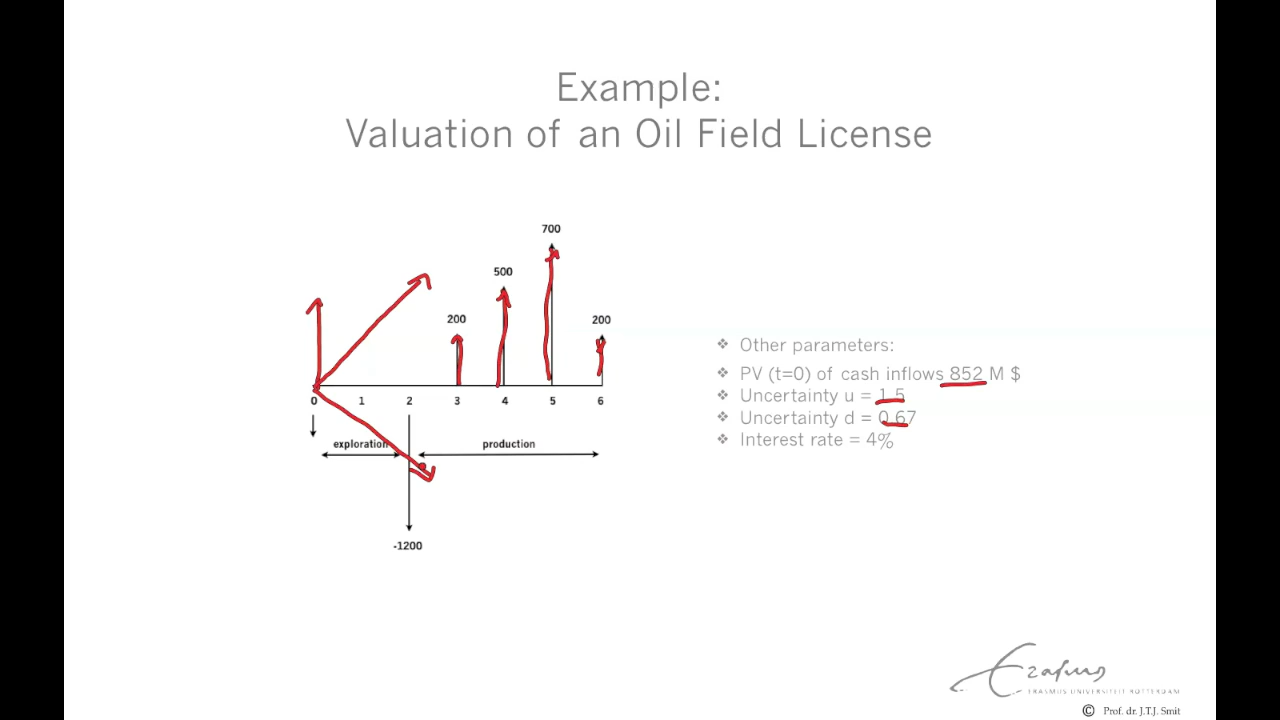 Example:
Valuation of an Oil Field License
700
500
200
200
0 1 2 3 4 5 6
exploration
production
-1200
❖ Other parameters:
❖ PV (t=0) of cash inflows 852 M $
❖ Uncertainty u = 1.5
❖ Uncertainty d = 0.67
❖ Interest rate = 4%
Erasmus
ERASMUS UNIVERSITEIT ROTTERDAM
© Prof. dr. J.T.J. Smit